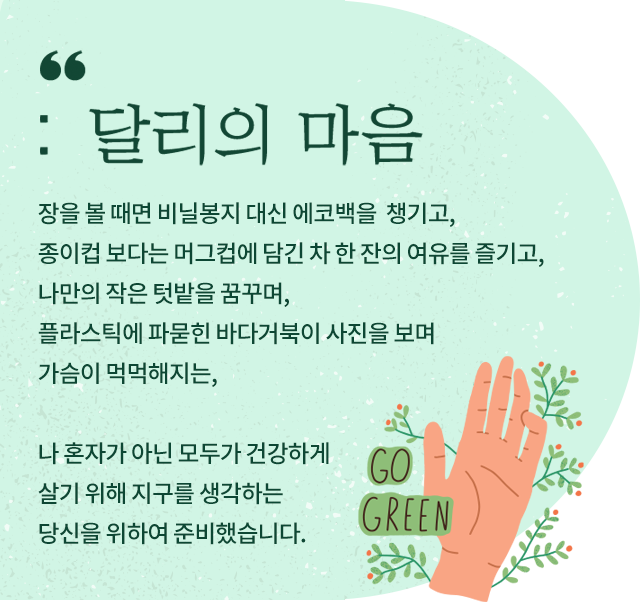 “
: 달리의 마음
장을 볼 때면 비닐봉지 대신 에코백을 챙기고,
종이컵 보다는 머그컵에 담긴 차 한 잔의 여유를 즐기고,
나만의 작은 텃밭을 꿈꾸며,
플라스틱에 파묻힌 바다거북이 사진을 보며
가슴이 먹먹해지는,
나 혼자가 아닌 모두가 건강하게
살기 위해 지구를 생각하는
당신을 위하여 준비했습니다.
GO
GREEN